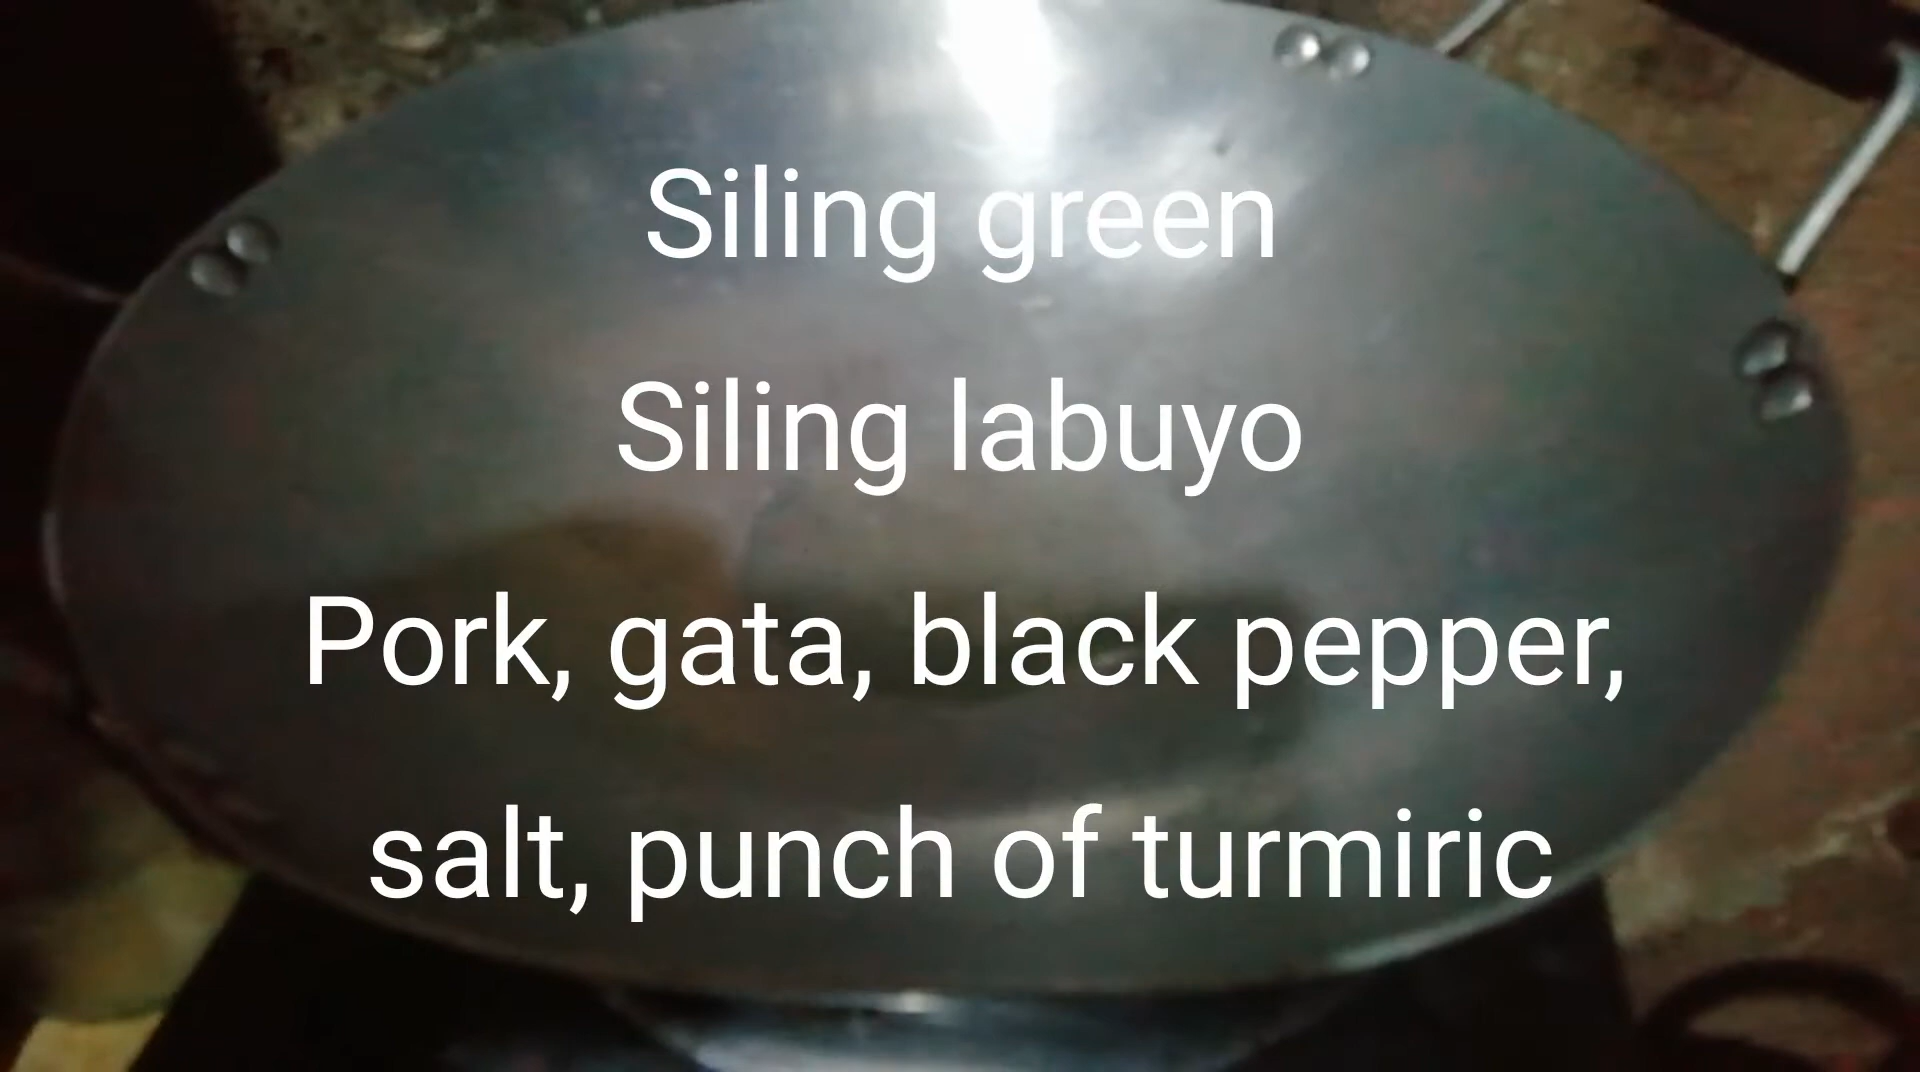 Siling green
Siling labuyo
Pork, gata, black pepper,
salt, punch of turmiric